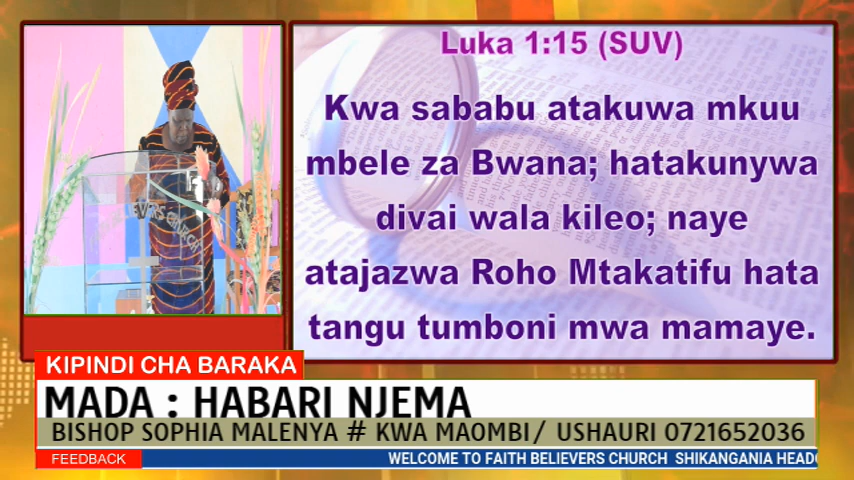 Luka 1:15 (SUV)
Kwa sababu atakuwa mkuu
mbele za Bwana; hatakunywa
divai wala kileo; naye
atajazwa Roho Mtakatifu hata
tangu tumboni mwa mamaye.
KIPINDI CHA BARAKA
MADA : HABARI NJEMA
BISHOP SOPHIA MALENYA # KWA MAOMBI/ USHAURI 0721652036
FEEDBACK
WELCOME TO FAITH BELIEVERS CHURCH SHIKANGANIA